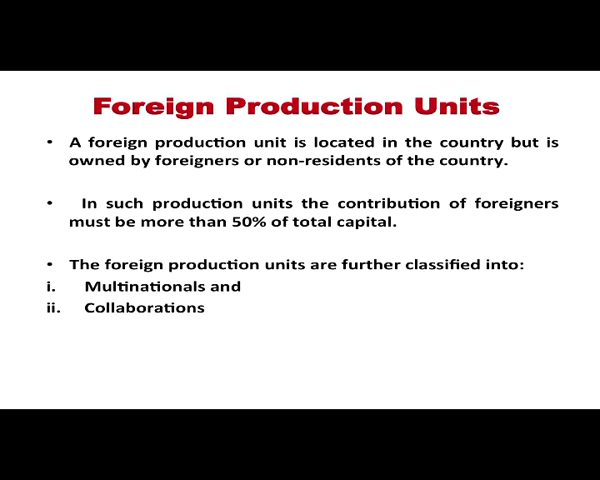 Foreign Production Units
• A foreign production unit is located in the country but is
owned by foreigners or non-residents of the country.
• In such production units the contribution of foreigners
must be more than 50% of total capital.
• The foreign production units are further classified into:
i. Multinationals and
ii. Collaborations